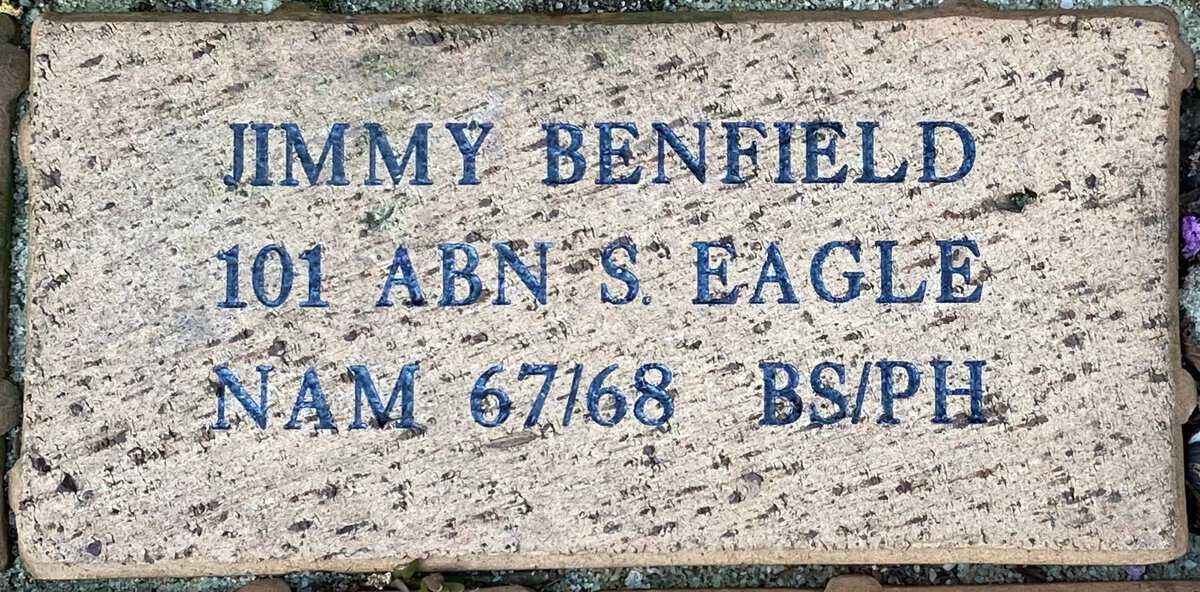 JIMMY BENFIELD
101 ABN S. EAGLE
NAM 67/68 BS/PH